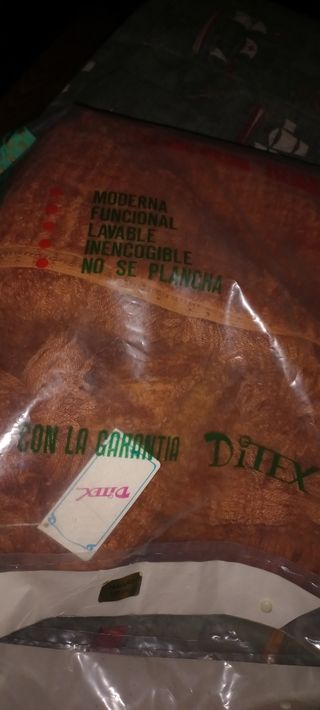 MODERNA
FUNCIONAL
LAVABLE
INENCOGIBLE
NO SE PLANCHA
CON LA GARANTIA DiTEX
DiTEX